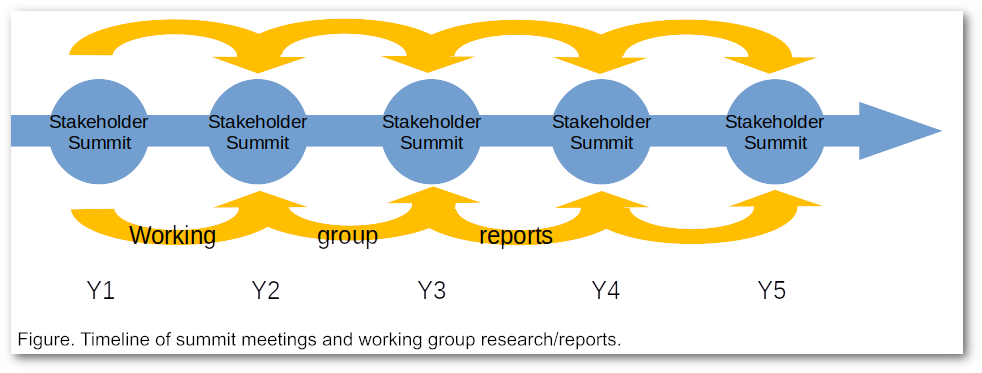 Stakeholder Summit
Stakeholder Summit
Stakeholder Summit
Stakeholder Summit
Stakeholder Summit
Working group reports
Y1 Y2 Y3 Y4 Y5
Figure. Timeline of summit meetings and working group research/reports.